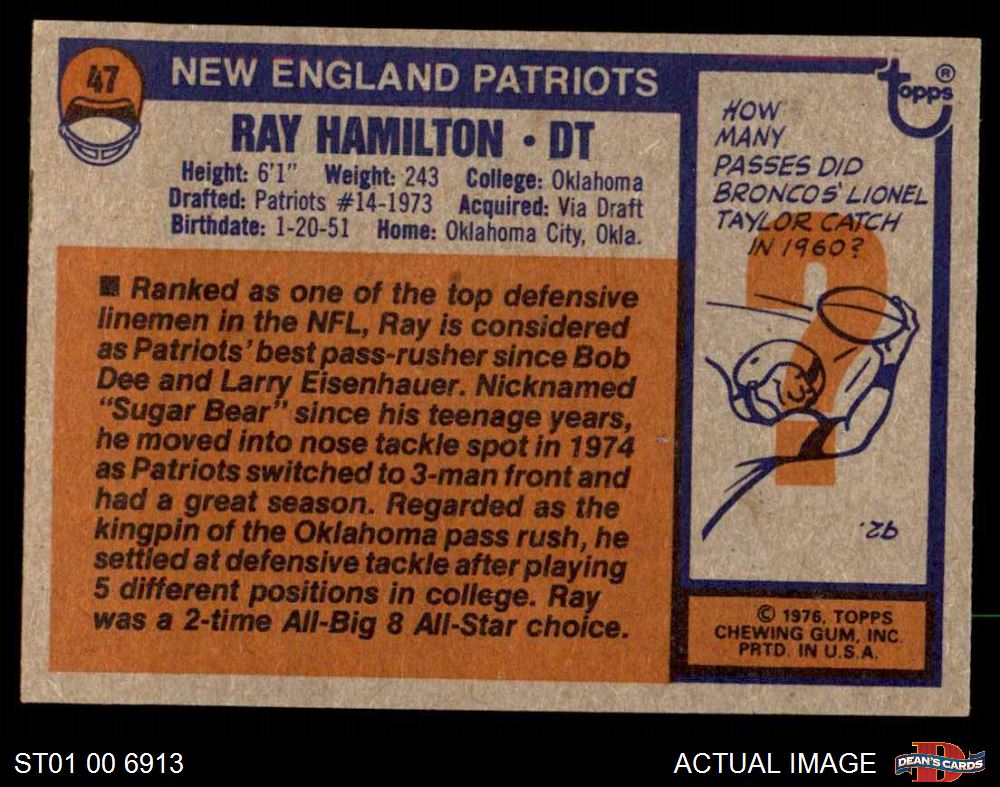 47
NEW ENGLAND PATRIOTS
RAY HAMILTON • DT
Height: 6'1" Weight: 243 College: Oklahoma
Drafted: Patriots #14-1973 Acquired: Via Draft
Birthdate: 1-20-51 Home: Oklahoma City, Okla.
■ Ranked as one of the top defensive
linemen in the NFL, Ray is considered
as Patriots' best pass-rusher since Bob
Dee and Larry Eisenhauer. Nicknamed
"Sugar Bear" since his teenage years,
he moved into nose tackle spot in 1974
as Patriots switched to 3-man front and
had a great season. Regarded as the
kingpin of the Oklahoma pass rush, he
settled at defensive tackle after playing
5 different positions in college. Ray
was a 2-time All-Big 8 All-Star choice.
Topps®
HOW
MANY
PASSES DID
BRONCOS' LIONEL
TAYLOR CATCH
IN 1960?
?
.26
© 1976, TOPPS
CHEWING GUM, INC.
PRTD. IN U.S.A.
ST01 00 6913
ACTUAL IMAGE
D
DEAN'S CARDS